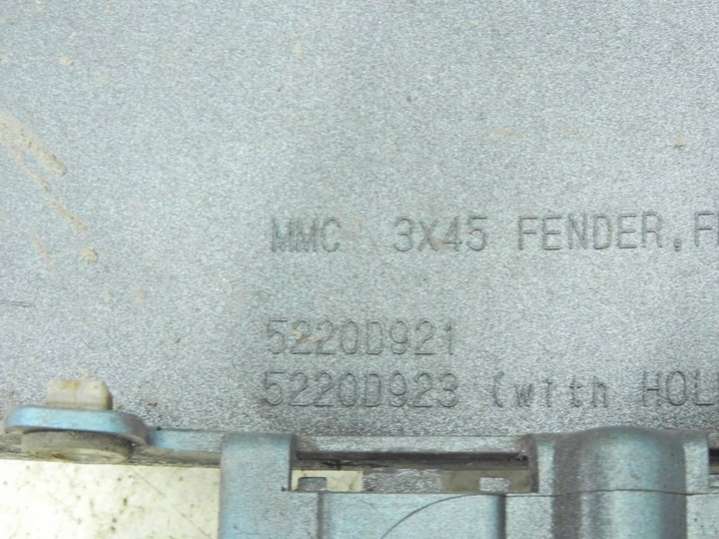 MMC 3X45 FENDER,F
5220D921
5220D923 (with HOL